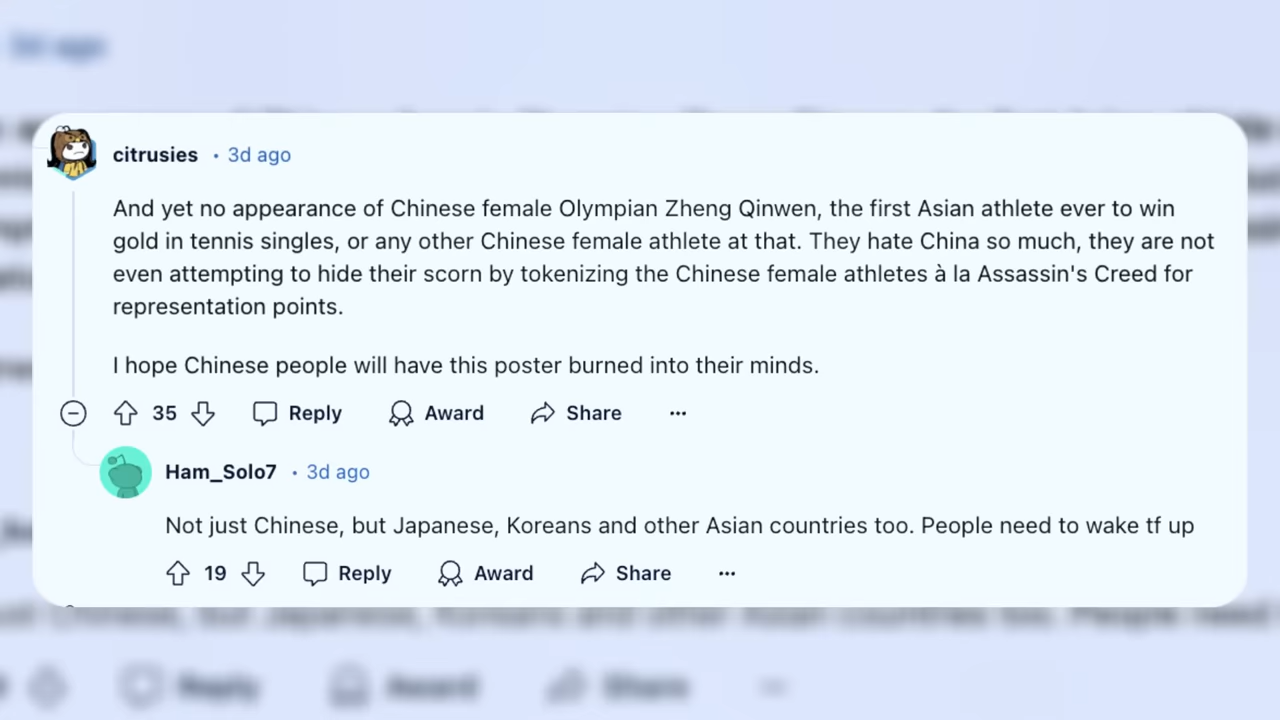 3d ago
citrusies • 3d ago
And yet no appearance of Chinese female Olympian Zheng Qinwen, the first Asian athlete ever to win
gold in tennis singles, or any other Chinese female athlete at that. They hate China so much, they are not
even attempting to hide their scorn by tokenizing the Chinese female athletes à la Assassin's Creed for
representation points.
I hope Chinese people will have this poster burned into their minds.
35 Reply Award Share ...
Ham_Solo7 • 3d ago
Not just Chinese, but Japanese, Koreans and other Asian countries too. People need to wake tf up
19 Reply Award Share ...
Reply Award Share